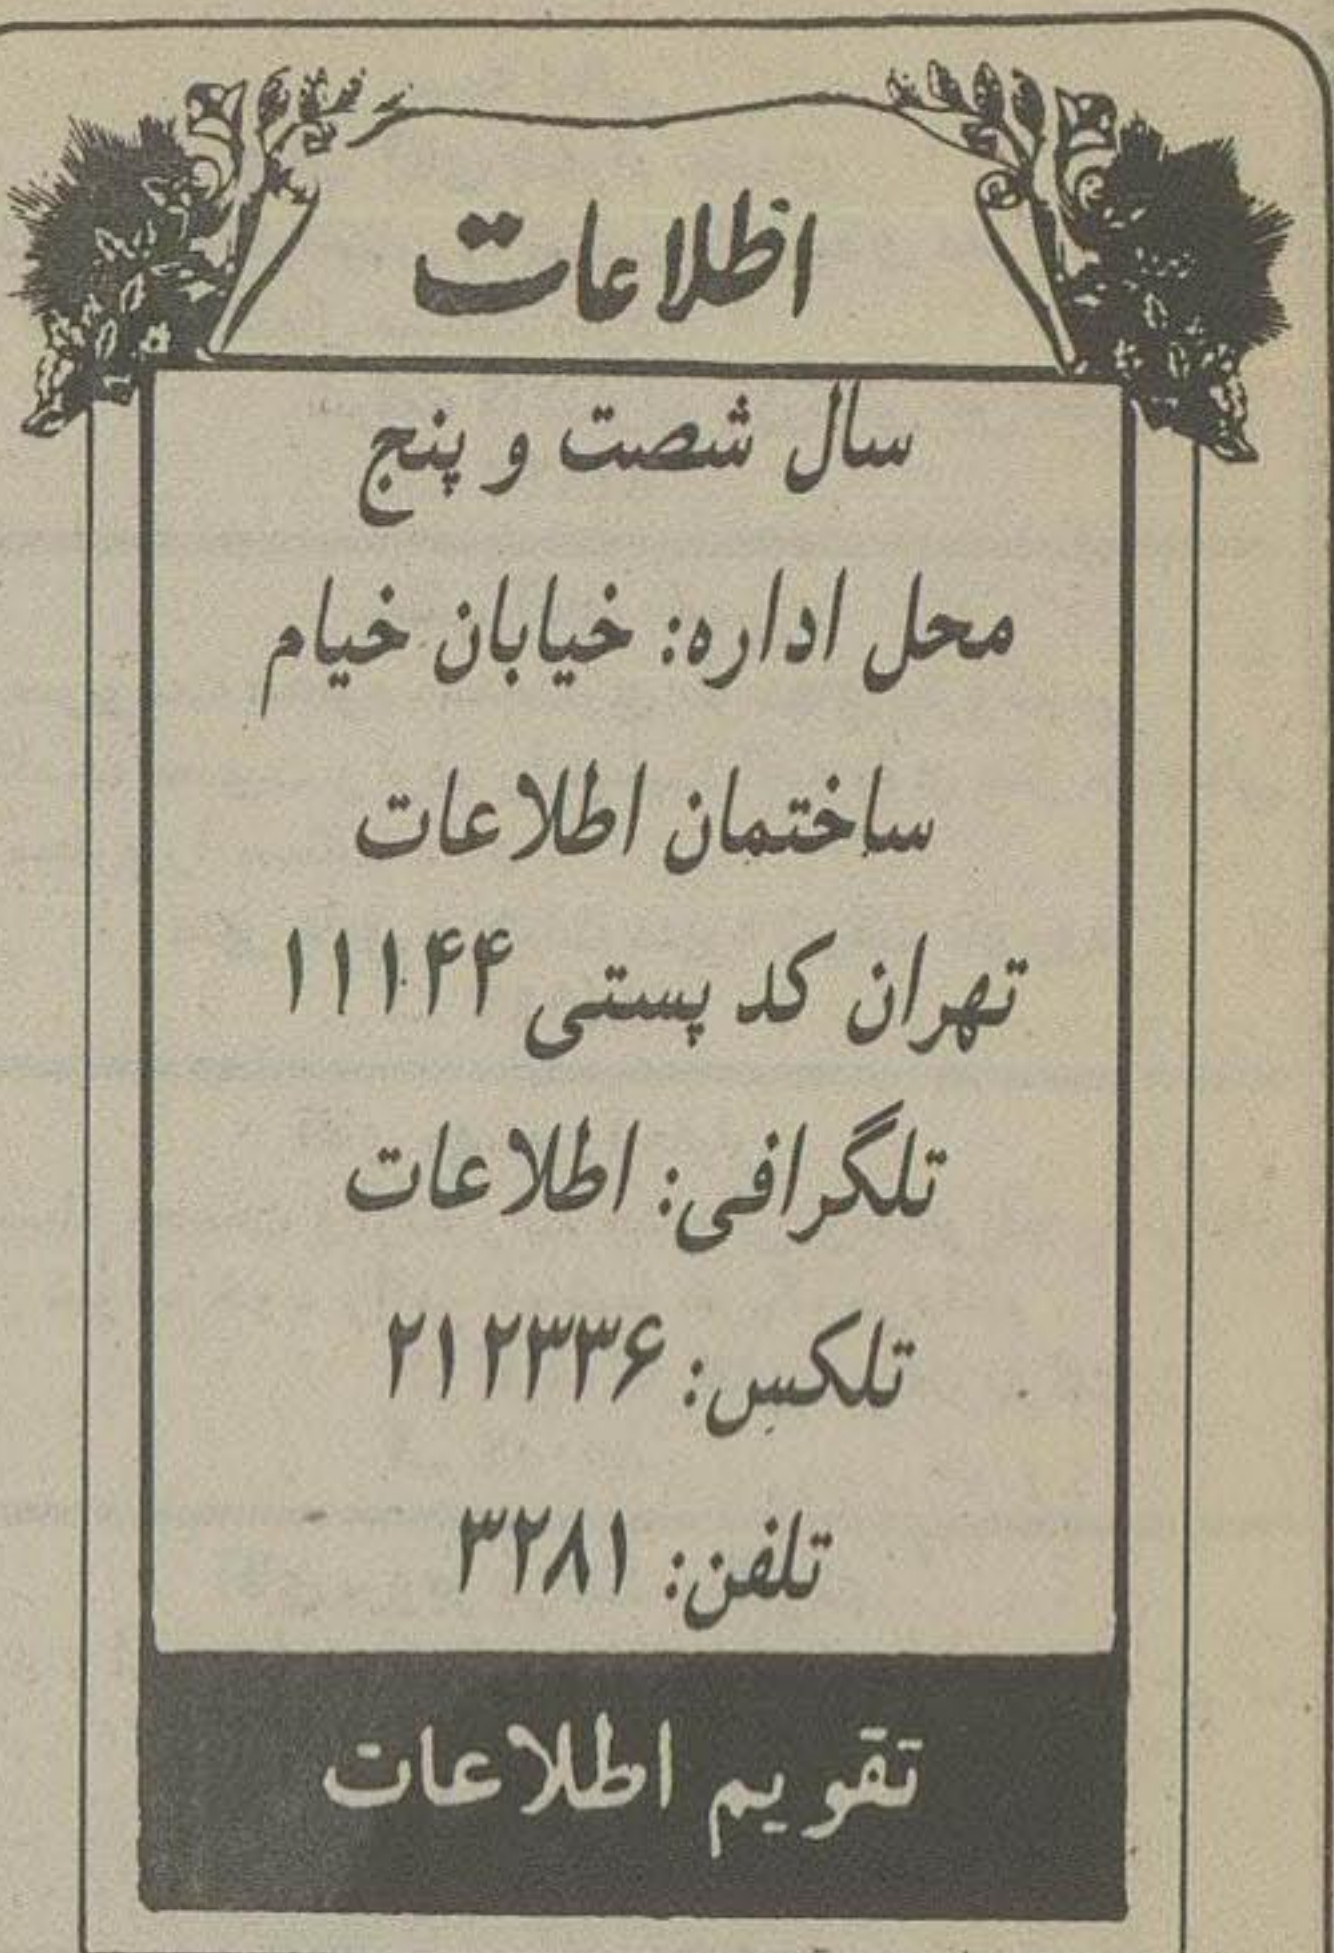 اطلاعات
سال شصت و پنج
محل اداره: خیابان خیام
ساختمان اطلاعات
تهران کد پستی ۱۱۱۴۴
تلگرافی: اطلاعات
تلکس: ۲۱۲۳۳۶
تلفن: ۳۲۸۱
تقویم اطلاعات